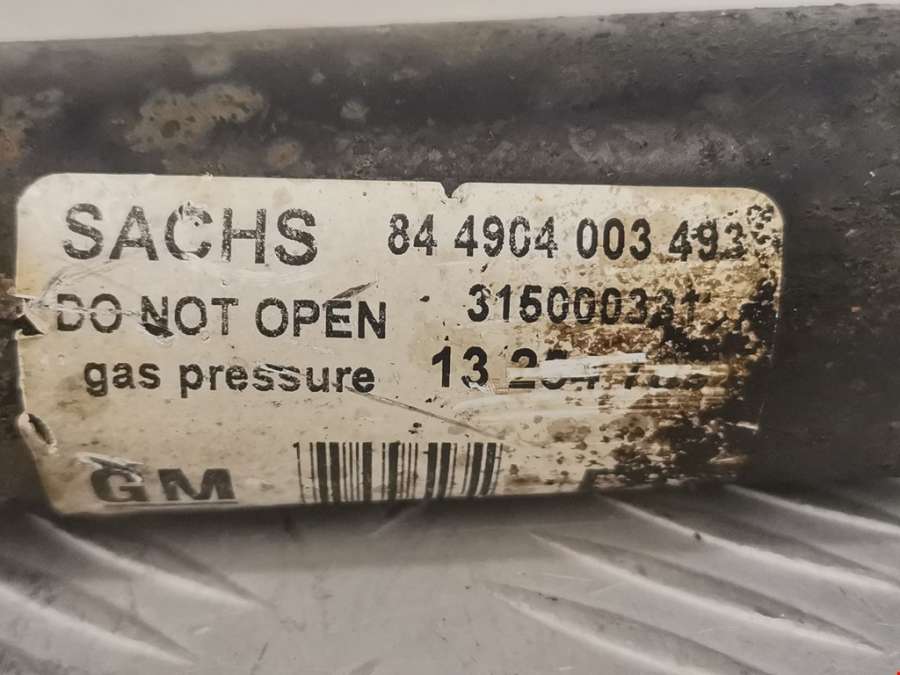 SACHS 84 4904 003 493
DO NOT OPEN 315000331
gas pressure 13
GM